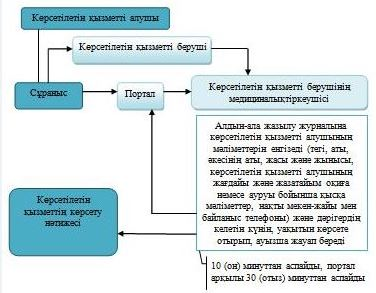 Көрсетілетін қызметті алушы
Көрсетілетін қызметті беруші
Сұраныс
Портал
Көрсетілетін қызметті берушінің
медициналықтіркеушісі
Алдын-ала жазылу журналына
көрсетілетін қызметті алушының
мәліметтерін енгізеді (тегі, аты,
әкесінің аты, жасы және жынысы,
көрсетілетін қызметті алушының
жағдайы және жазатайым оқиға
немесе ауруы бойынша қысқа
мәліметтер, нақты мекен-жайы мен
байланыс телефоны) және дәрігердің
келетін күнін, уақытын көрсете
отырып, ауызша жауап береді
Көрсетілетін
қызметтің көрсету
нәтижесі
10 (он) минуттан аспайды, портал
арқылы 30 (отыз) минуттан аспайды